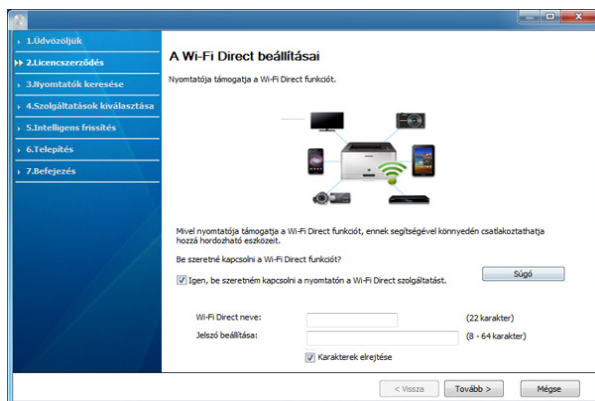 1.Üdvözöljük
2.Licencszerződés
3.Nyomtatók keresése
4.Szolgáltatások kiválasztása
5.Intelligens frissítés
6.Telepítés
7.Befejezés
A Wi-Fi Direct beállításai
Nyomtatója támogatja a Wi-Fi Direct funkciót.
Mivel nyomtatója támogatja a Wi-Fi Direct funkciót, ennek segítségével könnyedén csatlakoztathatja
hozzá hordozható eszközeit.
Be szeretné kapcsolni a Wi-Fi Direct funkciót?
Igen, be szeretném kapcsolni a nyomtatón a Wi-Fi Direct szolgáltatást.
Súgó
Wi-Fi Direct neve: (22 karakter)
Jelszó beállítása: (8 - 64 karakter)
Karakterek elrejtése
< Vissza Tovább > Mégse